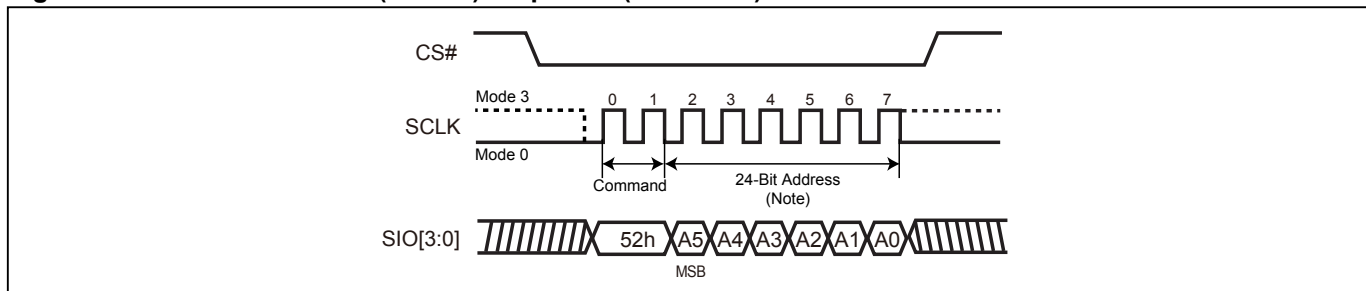 CS#
Mode 3
0 1 2 3 4 5 6 7
SCLK
Mode 0
Command
24-Bit Address
(Note)
SIO[3:0]
52h A5 A4 A3 A2 A1 A0
MSB